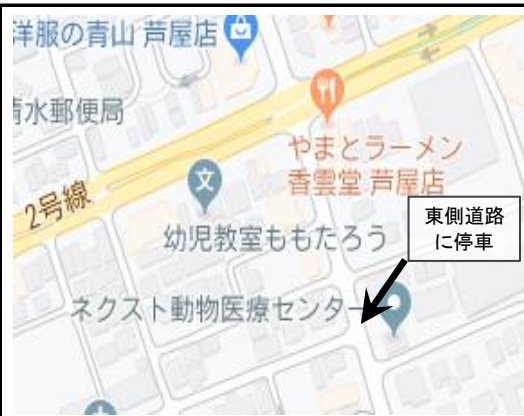 洋服の青山 芦屋店
清水郵便局
やまとラーメン
香雲堂 芦屋店
2号線
東側道路
に停車
幼児教室ももたろう
ネクスト動物医療センター